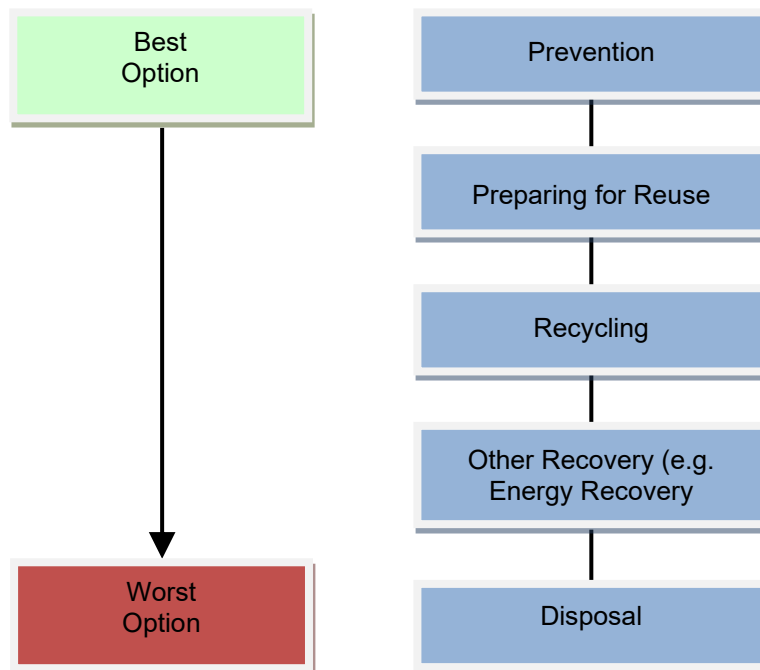 Best
Option
Prevention
Preparing for Reuse
Recycling
Other Recovery (e.g.
Energy Recovery
Worst
Option
Disposal